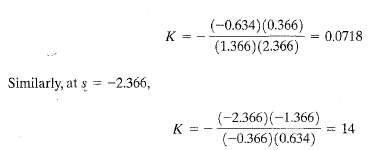 K = - (-0.634)(0.366) / (1.366)(2.366) = 0.0718
Similarly, at s = -2.366,
K = - (-2.366)(-1.366) / (-0.366)(0.634) = 14